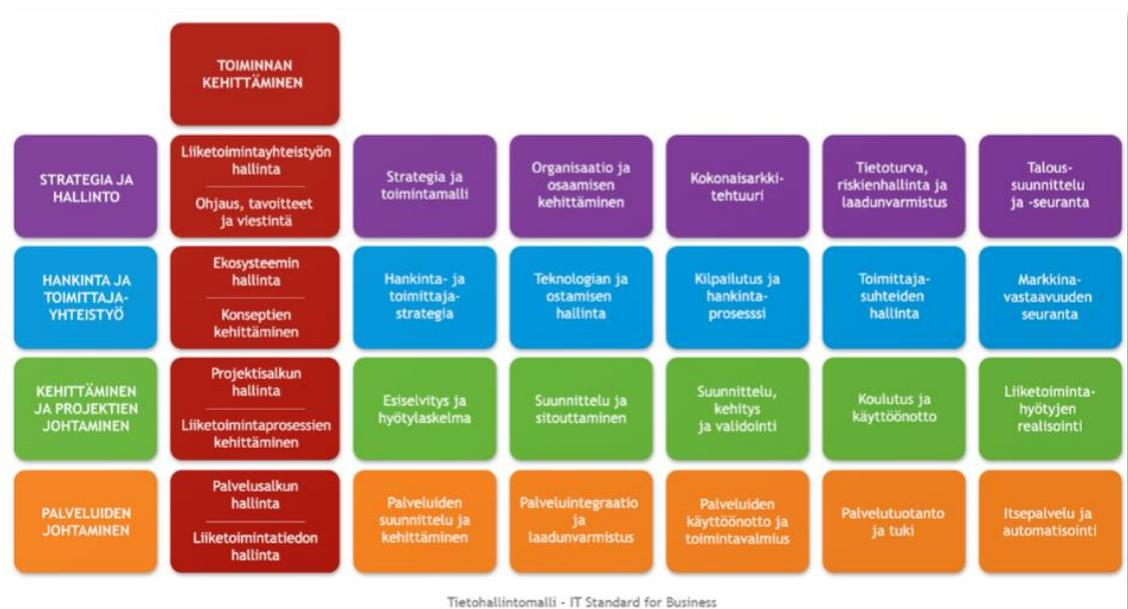 TOIMINNAN
KEHITTÄMINEN
STRATEGIA JA
HALLINTO
Liiketoimintayhteistyön
hallinta
Ohjaus, tavoitteet
ja viestintä
Strategia ja
toimintamalli
Organisaatio ja
osaamisen
kehittäminen
Kokonaisarkki-
tehtuuri
Tietoturva,
riskienhallinta ja
laadunvarmistus
Talous-
suunnittelu
ja -seuranta
HANKINTA JA
TOIMITTAJA-
YHTEISTYÖ
Ekosysteemin
hallinta
Konseptien
kehittäminen
Hankinta- ja
toimittaja-
strategia
Teknologian ja
ostamisen
hallinta
Kilpailutus ja
hankinta-
prosesssi
Toimittaja-
suhteiden
hallinta
Markkina-
vastaavuuden
seuranta
KEHITTÄMINEN
JA PROJEKTIEN
JOHTAMINEN
Projektisalkun
hallinta
Liiketoimintaprosessien
kehittäminen
Esiselvitys ja
hyötylaskelma
Suunnittelu ja
sitouttaminen
Suunnittelu,
kehitys
ja validointi
Koulutus ja
käyttöönotto
Liiketoiminta-
hyötyjen
realisointi
PALVELUIDEN
JOHTAMINEN
Palvelusalkun
hallinta
Liiketoimintatiedon
hallinta
Palveluiden
suunnittelu ja
kehittäminen
Palveluintegraatio
ja
laadunvarmistus
Palveluiden
käyttöönotto ja
toimintavalmius
Palvelutuotanto
ja tuki
Itsepalvelu ja
automatisointi
Tietohallintomalli - IT Standard for Business